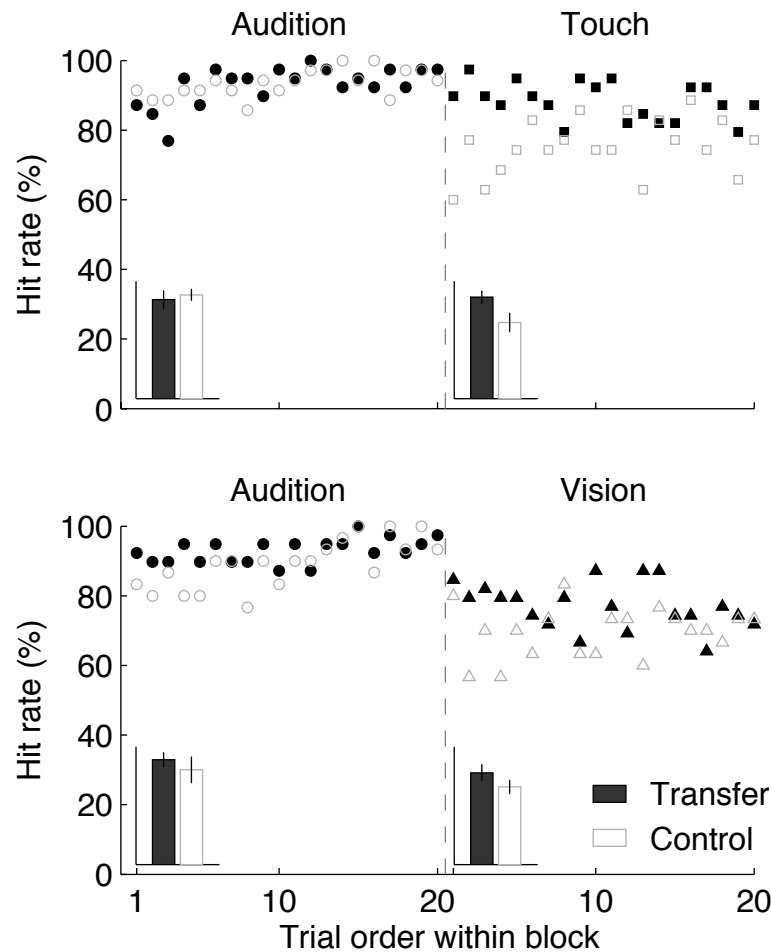 Audition Touch
100
80
60
40
20
0
Hit rate (%)
Audition Vision
100
80
60
40
20
0
Hit rate (%)
Transfer
Control
1 10 20 10 20
Trial order within block